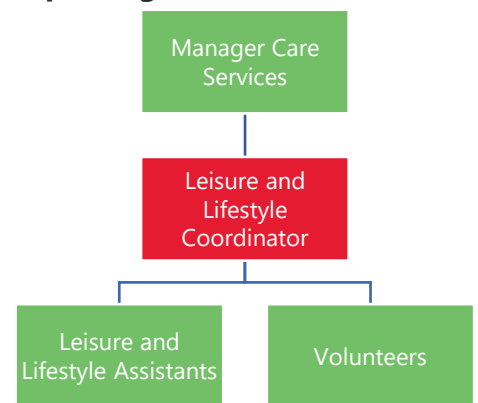 Manager Care
Services
Leisure and
Lifestyle
Coordinator
Leisure and
Lifestyle Assistants
Volunteers